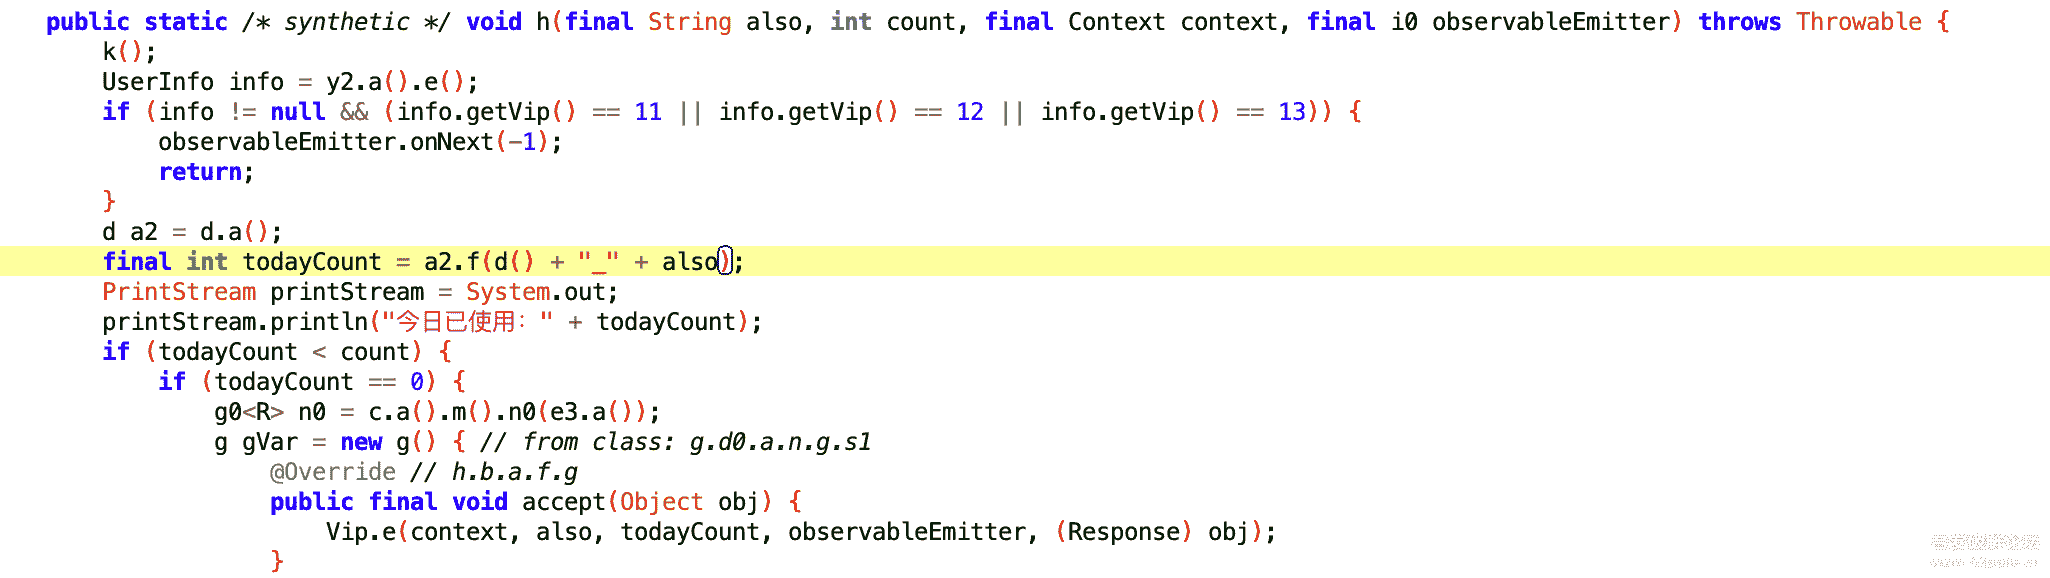 public static /* synthetic */ void h(final String also, int count, final Context context, final i0 observableEmitter) throws Throwable {
k();
UserInfo info = y2.a().e();
if (info != null && (info.getVip() == 11 || info.getVip() == 12 || info.getVip() == 13)) {
observableEmitter.onNext(-1);
return;
}
d a2 = d.a();
final int todayCount = a2.f(d() + "_" + also);
PrintStream printStream = System.out;
printStream.println("今日已使用：" + todayCount);
if (todayCount < count) {
if (todayCount == 0) {
g0<R> n0 = c.a().m().n0(e3.a());
g gVar = new g() { // from class: g.d0.a.n.g.s1
@Override // h.b.a.f.g
public final void accept(Object obj) {
Vip.e(context, also, todayCount, observableEmitter, (Response) obj);
}